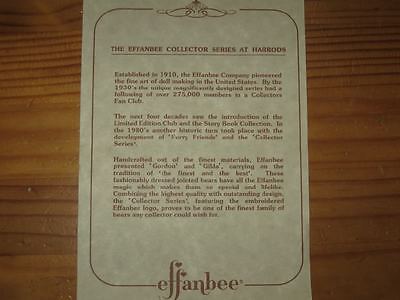 THE EFFANBEE COLLECTOR SERIES AT HARRODS
Established in 1910, the Effanbee Company pioneered
the fine art of doll making in the United States. By the
1930's the unique magnificently designed series had a
following of over 275,000 members in a Collectors
Fan Club.
The next four decades saw the introduction of the
Limited Edition Club and the Story Book Collection. In
the 1980's another historic turn took place with the
development of "Furry Friends" and the "Collector
Series".
Handcrafted out of the finest materials, Effanbee
presented "Gordon" and "Gilda", carrying on the
tradition of "the finest and the best". These
fashionably dressed jointed bears have all the Effanbee
magic which makes them so special and lifelike.
Combining the highest quality with outstanding design,
the "Collector Series", featuring the embroidered
Effanbee logo, proves to be one of the finest family of
bears any collector could wish for.
effanbee